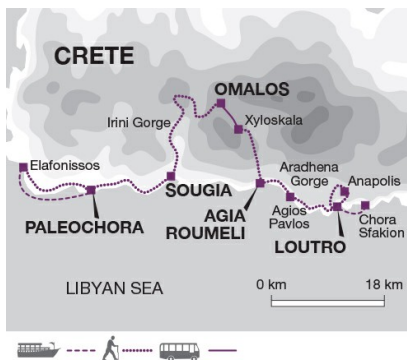 CRETE
OMALOS
Irini Gorge
Xyloskala
Elafonissos
Aradhena
Gorge
Anapolis
SOUGIA
PALEOCHORA
AGIA
ROUMELI
Agios
Pavlos
Chora
Sfakion
LOUTRO
LIBYAN SEA
0 km
18 km